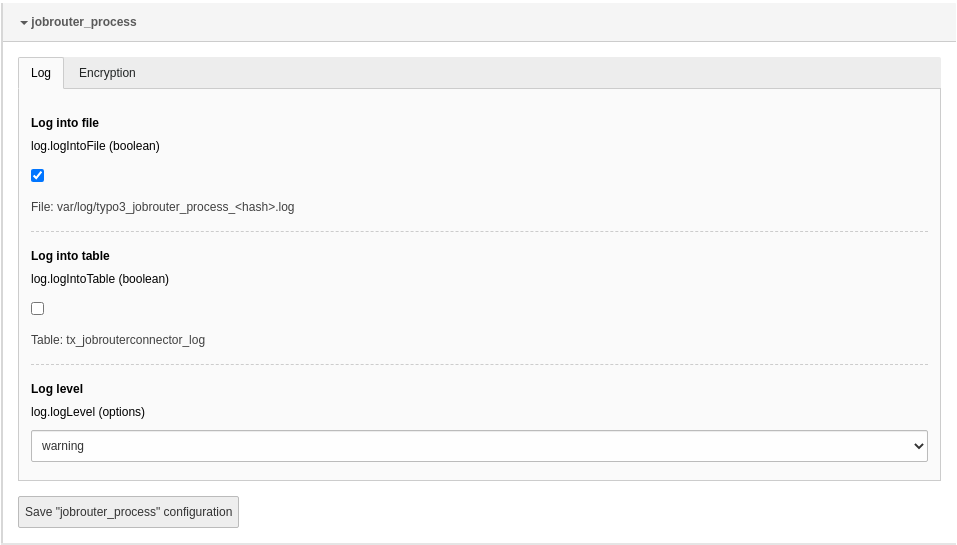 jobrouter_process
Log
Encryption
Log into file
log.logIntoFile (boolean)
File: var/log/typo3_jobrouter_process_<hash>.log
Log into table
log.logIntoTable (boolean)
Table: tx_jobrouterconnector_log
Log level
log.logLevel (options)
warning
Save "jobrouter_process" configuration